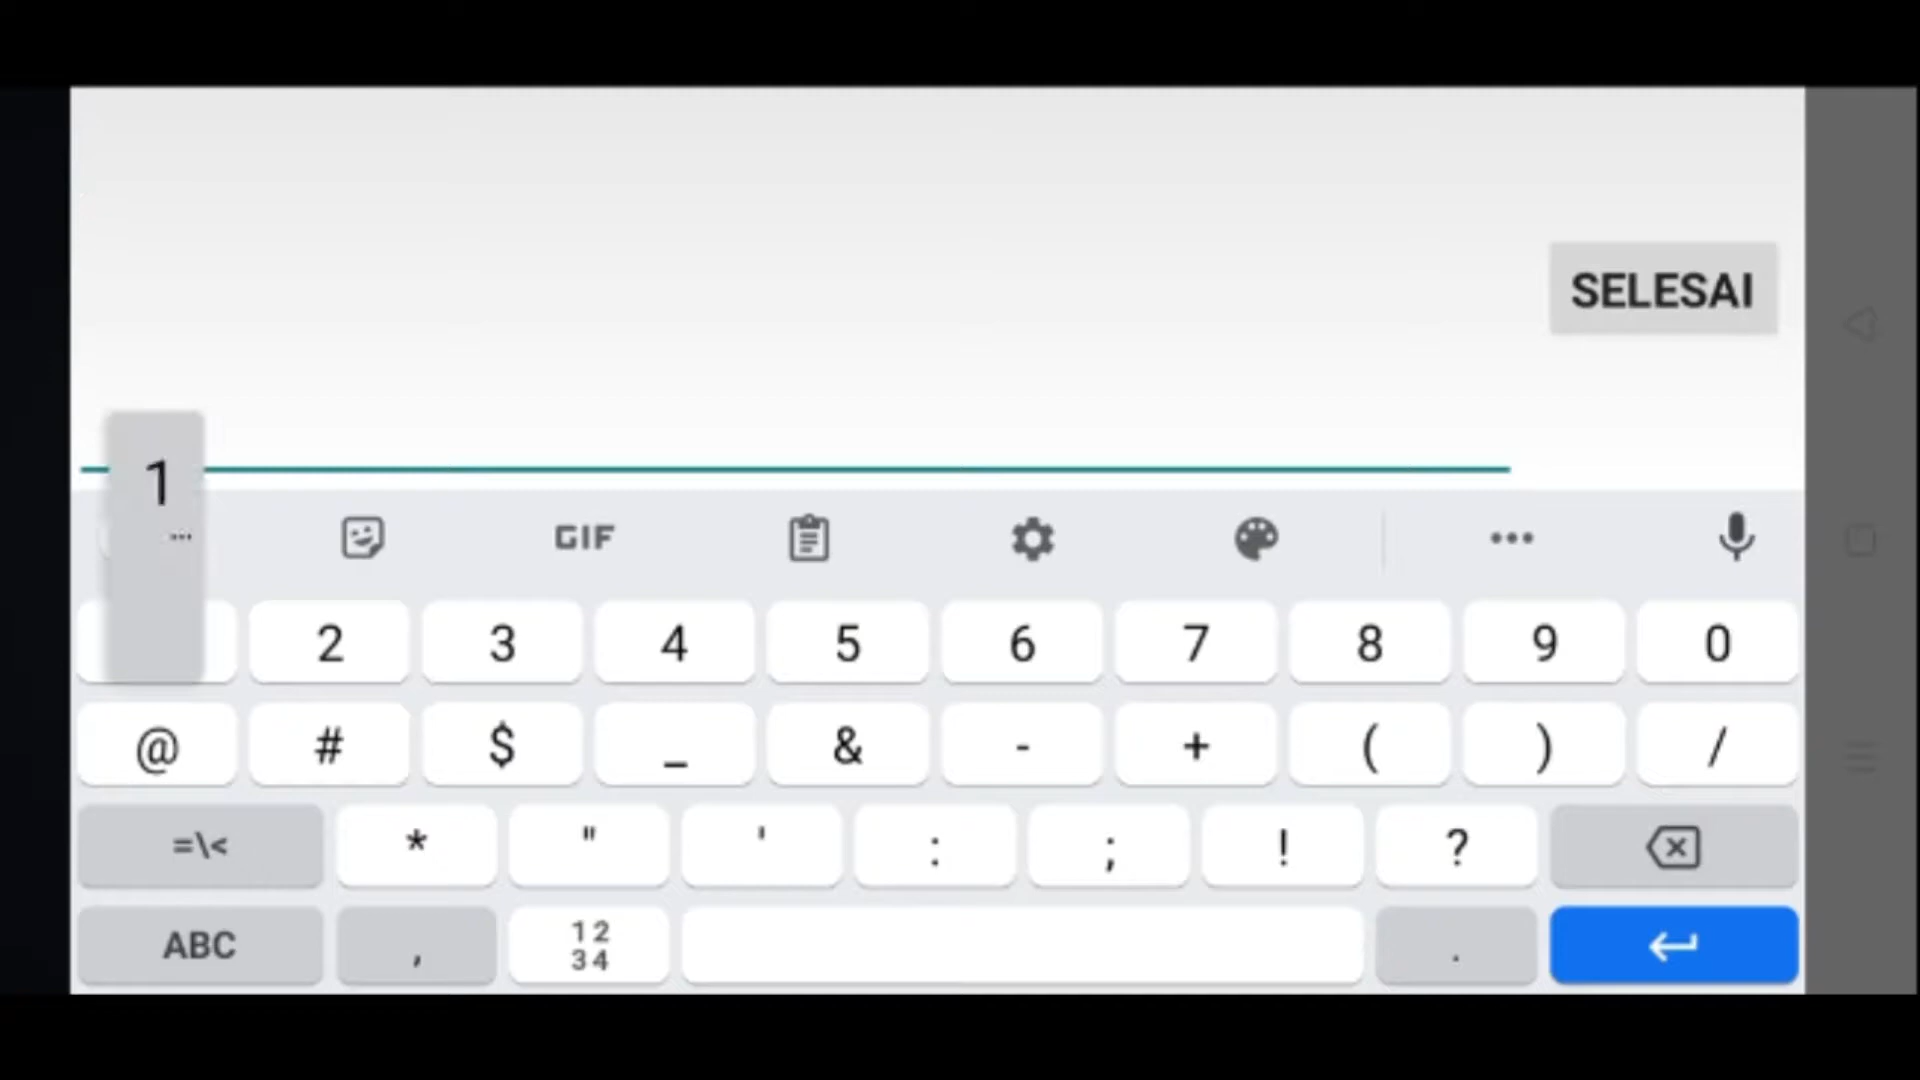 SELESAI
1
GIF
2 3 4 5 6 7 8 9 0
@ # $ _ & - + ( ) /
=\< * " ' : ; ! ?
ABC , 12 34 .